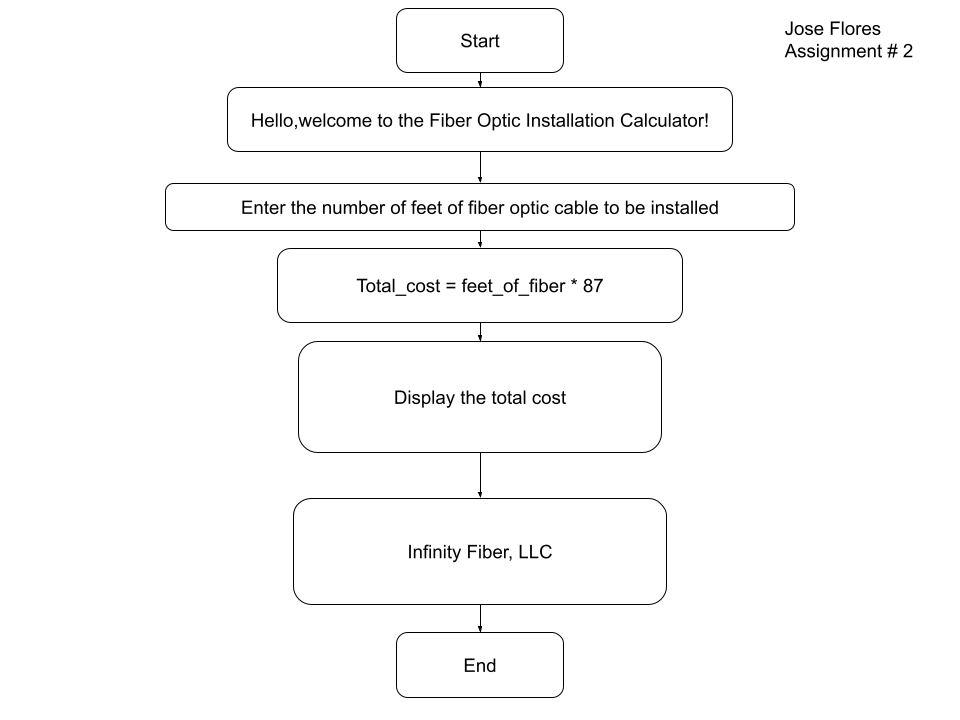 Jose Flores
Assignment # 2
Start
Hello,welcome to the Fiber Optic Installation Calculator!
Enter the number of feet of fiber optic cable to be installed
Total_cost = feet_of_fiber * 87
Display the total cost
Infinity Fiber, LLC
End